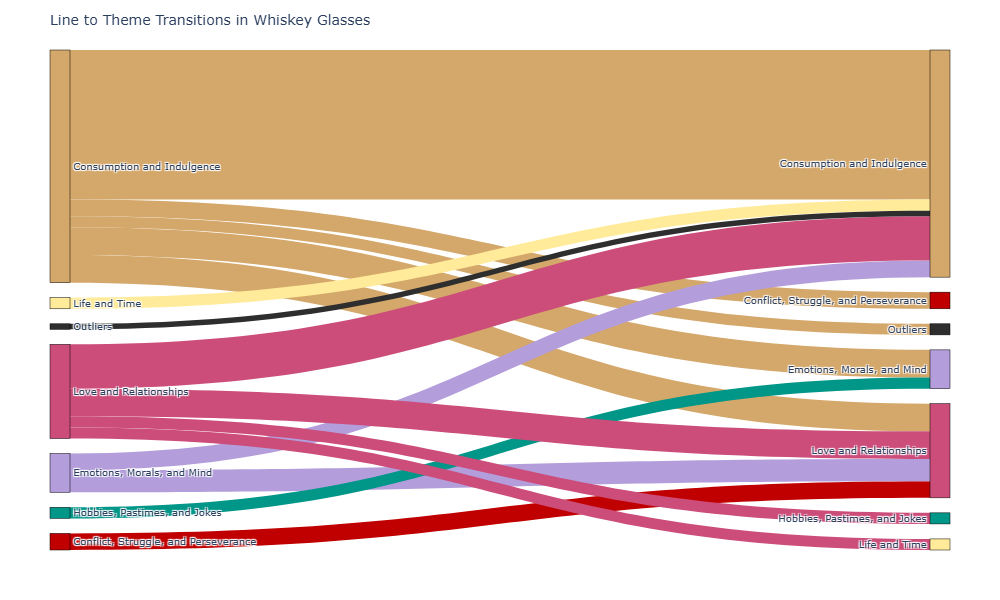 Line to Theme Transitions in Whiskey Glasses
Consumption and Indulgence
Life and Time
Outliers
Love and Relationships
Emotions, Morals, and Mind
Hobbies, Pastimes, and Jokes
Conflict, Struggle, and Perseverance
Consumption and Indulgence
Conflict, Struggle, and Perseverance
Outliers
Emotions, Morals, and Mind
Love and Relationships
Hobbies, Pastimes, and Jokes
Life and Time